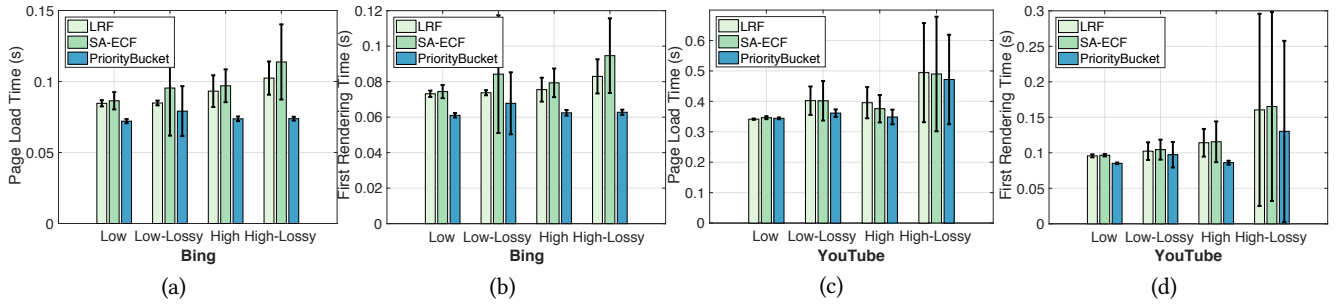 Page Load Time (s)
0.15
0.1
0.05
0
LRF
SA-ECF
PriorityBucket
Low
Low-Lossy
High
High-Lossy
Bing
(a)
First Rendering Time (s)
0.12
0.1
0.08
0.06
0.04
0.02
0
LRF
SA-ECF
PriorityBucket
Low
Low-Lossy
High
High-Lossy
Bing
(b)
Page Load Time (s)
0.6
0.5
0.4
0.3
0.2
0.1
0
LRF
SA-ECF
PriorityBucket
Low
Low-Lossy
High
High-Lossy
YouTube
(c)
First Rendering Time (s)
0.3
0.25
0.2
0.15
0.1
0.05
0
LRF
SA-ECF
PriorityBucket
Low
Low-Lossy
High
High-Lossy
YouTube
(d)